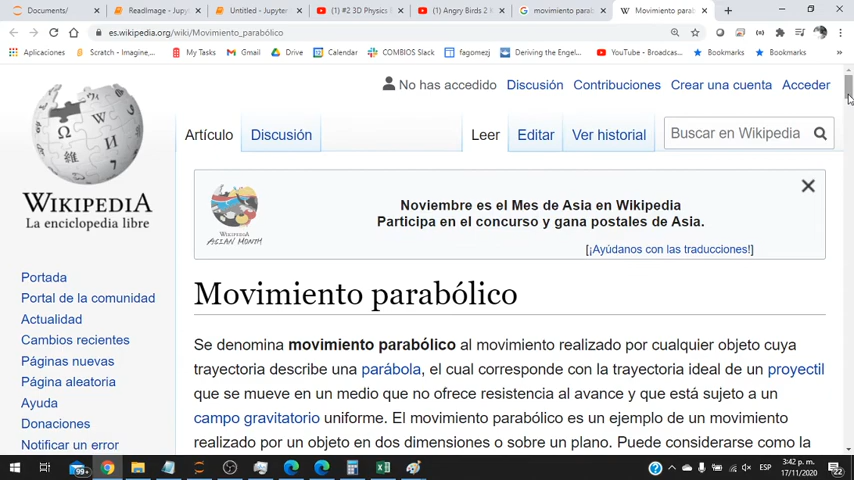 Documents/
ReadImage - Jupy
Untitled - Jupyter
(1) #2 3D Physics
(1) Angry Birds 2
movimiento parab
Movimiento parab
es.wikipedia.org/wiki/Movimiento_parabólico
Aplicaciones
Scratch - Imagine,
My Tasks
Gmail
Drive
Calendar
COMBIOS Slack
fagomezj
Deriving the Engel
YouTube - Broadcas
Bookmarks
Bookmarks
No has accedido Discusión Contribuciones Crear una cuenta Acceder
Artículo Discusión Leer Editar Ver historial Buscar en Wikipedia
WIKIPEDIA
La enciclopedia libre
WIKIPEDIA
ASIAN MONTH
Noviembre es el Mes de Asia en Wikipedia
Participa en el concurso y gana postales de Asia.
[¡Ayúdanos con las traducciones!]
Portada
Portal de la comunidad
Actualidad
Cambios recientes
Páginas nuevas
Página aleatoria
Ayuda
Donaciones
Notificar un error
Movimiento parabólico
Se denomina movimiento parabólico al movimiento realizado por cualquier objeto cuya
trayectoria describe una parábola, el cual corresponde con la trayectoria ideal de un proyectil
que se mueve en un medio que no ofrece resistencia al avance y que está sujeto a un
campo gravitatorio uniforme. El movimiento parabólico es un ejemplo de un movimiento
realizado por un objeto en dos dimensiones o sobre un plano. Puede considerarse como la
99+
ESP
3:42 p. m.
17/11/2020
22